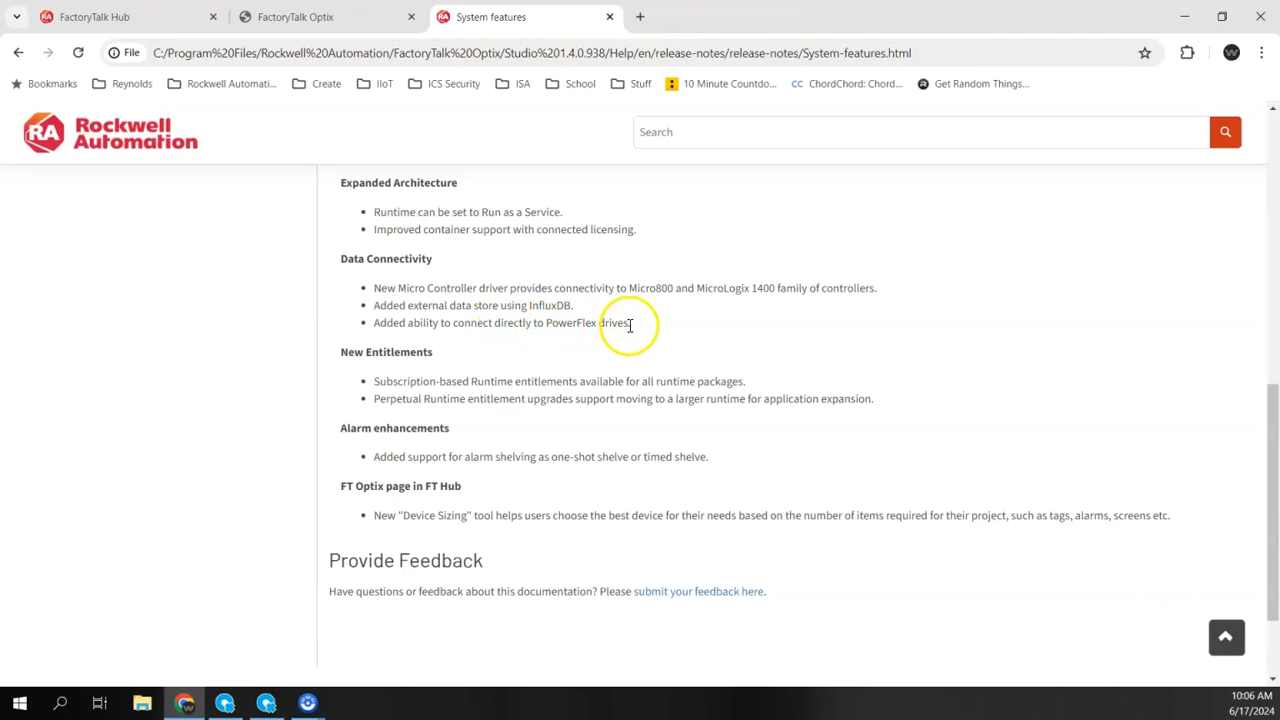 FactoryTalk Hub
FactoryTalk Optix
System features
File
C:/Program%20Files/Rockwell%20Automation/FactoryTalk%20Optix/Studio%201.4.0.938/Help/en/release-notes/release-notes/System-features.html
Bookmarks
Reynolds
Rockwell Automati...
Create
IIoT
ICS Security
ISA
School
Stuff
10 Minute Countdo...
CC ChordChord: Chord...
Get Random Things...
RA Rockwell
Automation
Search
Expanded Architecture
• Runtime can be set to Run as a Service.
• Improved container support with connected licensing.
Data Connectivity
• New Micro Controller driver provides connectivity to Micro800 and MicroLogix 1400 family of controllers.
• Added external data store using InfluxDB.
• Added ability to connect directly to PowerFlex drives.
New Entitlements
• Subscription-based Runtime entitlements available for all runtime packages.
• Perpetual Runtime entitlement upgrades support moving to a larger runtime for application expansion.
Alarm enhancements
• Added support for alarm shelving as one-shot shelve or timed shelve.
FT Optix page in FT Hub
• New "Device Sizing" tool helps users choose the best device for their needs based on the number of items required for their project, such as tags, alarms, screens etc.
Provide Feedback
Have questions or feedback about this documentation? Please submit your feedback here.
10:06 AM
6/17/2024